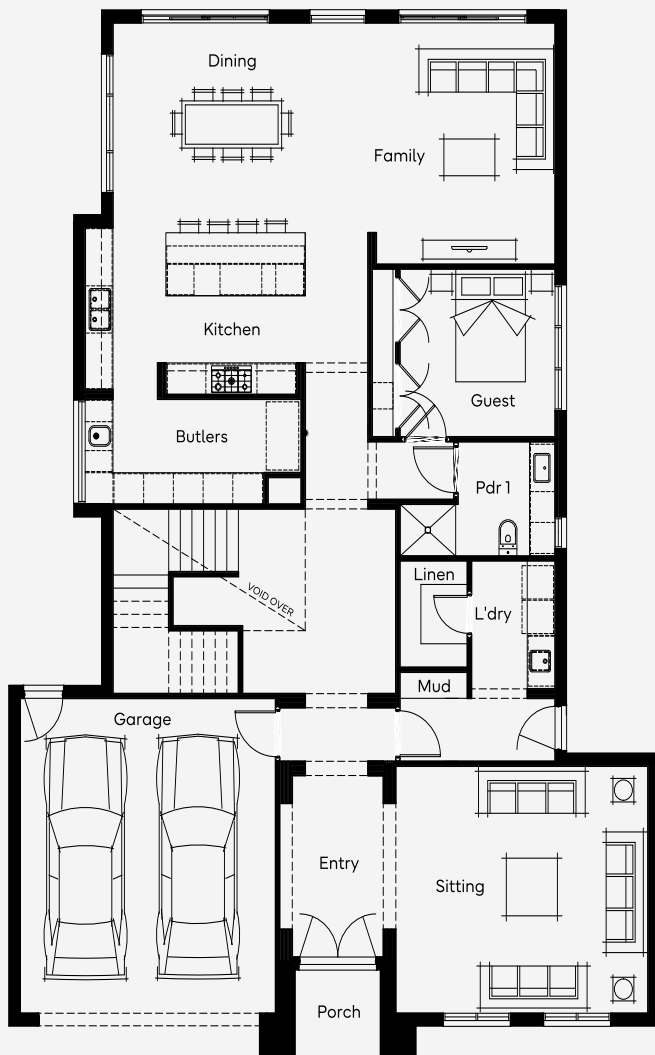 Dining
Family
Kitchen
Guest
Butlers
Pdr 1
Linen
VOID OVER
L'dry
Mud
Garage
Entry
Sitting
Porch